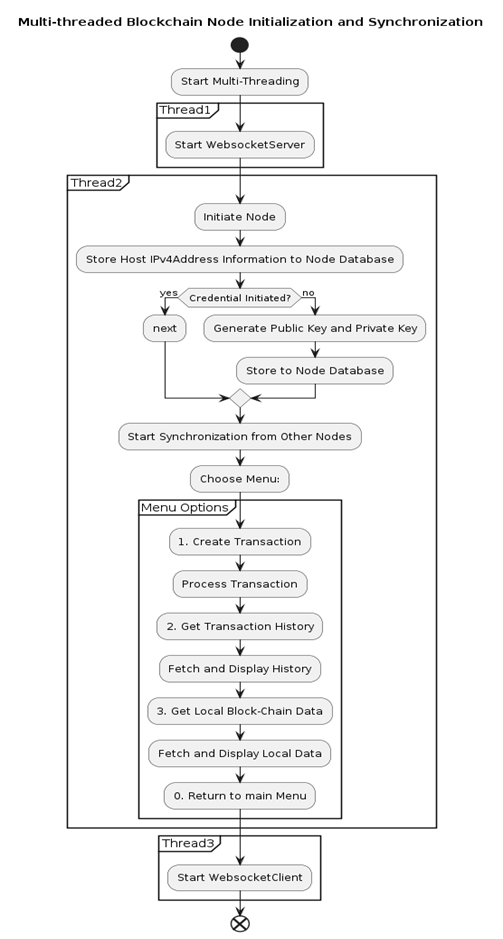 Multi-threaded Blockchain Node Initialization and Synchronization
Start Multi-Threading
Thread1
Start WebsocketServer
Thread2
Initiate Node
Store Host IPv4Address Information to Node Database
yes
Credential Initiated?
no
next
Generate Public Key and Private Key
Store to Node Database
Start Synchronization from Other Nodes
Choose Menu:
Menu Options
1. Create Transaction
Process Transaction
2. Get Transaction History
Fetch and Display History
3. Get Local Block-Chain Data
Fetch and Display Local Data
0. Return to main Menu
Thread3
Start WebsocketClient